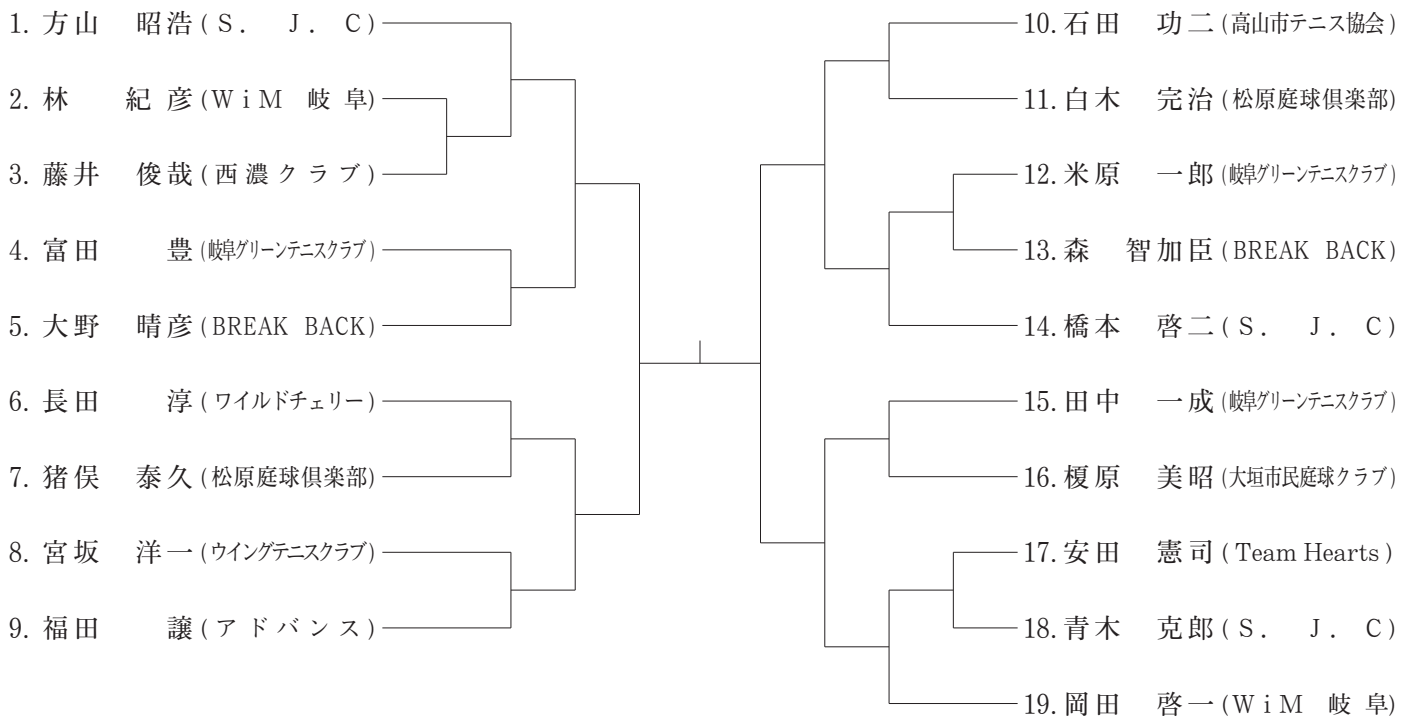 1. 方山 昭浩(S. J. C)
2. 林 紀彦(WiM 岐阜)
3. 藤井 俊哉(西濃クラブ)
4. 富田 豊(岐阜グリーンテニスクラブ)
5. 大野 晴彦(BREAK BACK)
6. 長田 淳(ワイルドチェリー)
7. 猪俣 泰久(松原庭球倶楽部)
8. 宮坂 洋一(ウイングテニスクラブ)
9. 福田 譲(アドバンス)
10. 石田 功二(高山市テニス協会)
11. 白木 完治(松原庭球倶楽部)
12. 米原 一郎(岐阜グリーンテニスクラブ)
13. 森 智加臣(BREAK BACK)
14. 橋本 啓二(S. J. C)
15. 田中 一成(岐阜グリーンテニスクラブ)
16. 榎原 美昭(大垣市民庭球クラブ)
17. 安田 憲司(Team Hearts)
18. 青木 克郎(S. J. C)
19. 岡田 啓一(WiM 岐阜)